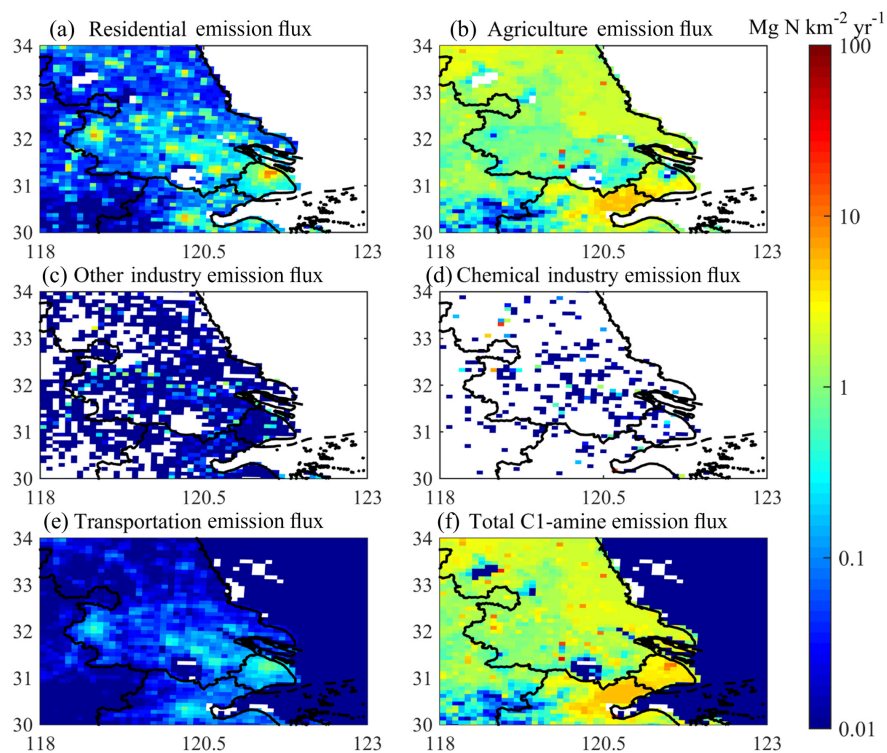 (a) Residential emission flux
(b) Agriculture emission flux
Mg N km⁻² yr⁻¹
34
33
32
31
30
118 120.5 123
34
33
32
31
30
118 120.5 123
(c) Other industry emission flux
(d) Chemical industry emission flux
34
33
32
31
30
118 120.5 123
34
33
32
31
30
118 120.5 123
(e) Transportation emission flux
(f) Total C1-amine emission flux
34
33
32
31
30
118 120.5 123
34
33
32
31
30
118 120.5 123
100
10
1
0.1
0.01